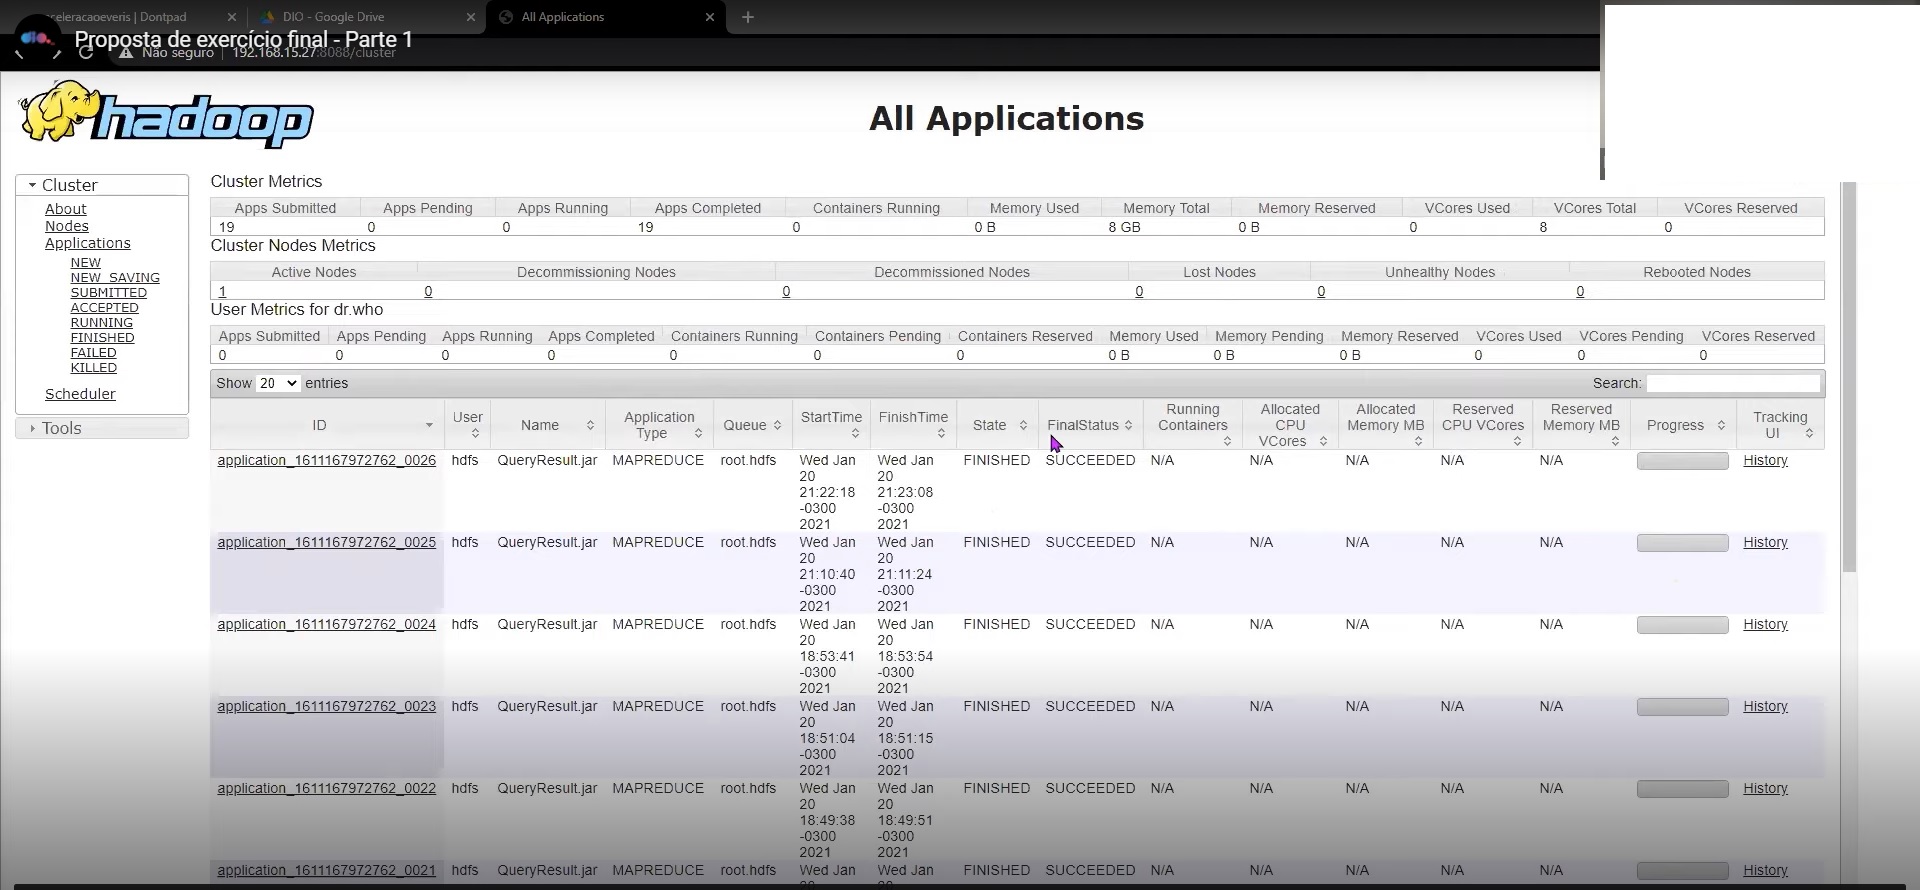 celeracaoeveris | Dontpad
DIO - Google Drive
All Applications
Proposta de exercício final - Parte 1
Não seguro | 192.168.15.27:8088/cluster
hadoop
All Applications
Cluster
About
Nodes
Applications
NEW
NEW_SAVING
SUBMITTED
ACCEPTED
RUNNING
FINISHED
FAILED
KILLED
Scheduler
Tools
Cluster Metrics
Apps Submitted Apps Pending Apps Running Apps Completed Containers Running Memory Used Memory Total Memory Reserved VCores Used VCores Total VCores Reserved
19 0 0 19 0 0 B 8 GB 0 B 0 8 0
Cluster Nodes Metrics
Active Nodes Decommissioning Nodes Decommissioned Nodes Lost Nodes Unhealthy Nodes Rebooted Nodes
1 0 0 0 0 0
User Metrics for dr.who
Apps Submitted Apps Pending Apps Running Apps Completed Containers Running Containers Pending Containers Reserved Memory Used Memory Pending Memory Reserved VCores Used VCores Pending VCores Reserved
0 0 0 0 0 0 0 0 B 0 B 0 B 0 0 0
Show 20 entries Search:
ID User Name Application Type Queue StartTime FinishTime State FinalStatus Running Containers Allocated CPU VCores Allocated Memory MB Reserved CPU VCores Reserved Memory MB Progress Tracking UI
application_1611167972762_0026 hdfs QueryResult.jar MAPREDUCE root.hdfs Wed Jan 20 21:22:18 -0300 2021 Wed Jan 20 21:23:08 -0300 2021 FINISHED SUCCEEDED N/A N/A N/A N/A N/A History
application_1611167972762_0025 hdfs QueryResult.jar MAPREDUCE root.hdfs Wed Jan 20 21:10:40 -0300 2021 Wed Jan 20 21:11:24 -0300 2021 FINISHED SUCCEEDED N/A N/A N/A N/A N/A History
application_1611167972762_0024 hdfs QueryResult.jar MAPREDUCE root.hdfs Wed Jan 20 18:53:41 -0300 2021 Wed Jan 20 18:53:54 -0300 2021 FINISHED SUCCEEDED N/A N/A N/A N/A N/A History
application_1611167972762_0023 hdfs QueryResult.jar MAPREDUCE root.hdfs Wed Jan 20 18:51:04 -0300 2021 Wed Jan 20 18:51:15 -0300 2021 FINISHED SUCCEEDED N/A N/A N/A N/A N/A History
application_1611167972762_0022 hdfs QueryResult.jar MAPREDUCE root.hdfs Wed Jan 20 18:49:38 -0300 2021 Wed Jan 20 18:49:51 -0300 2021 FINISHED SUCCEEDED N/A N/A N/A N/A N/A History
application_1611167972762_0021 hdfs QueryResult.jar MAPREDUCE root.hdfs Wed Jan Wed Jan FINISHED SUCCEEDED N/A N/A N/A N/A N/A History